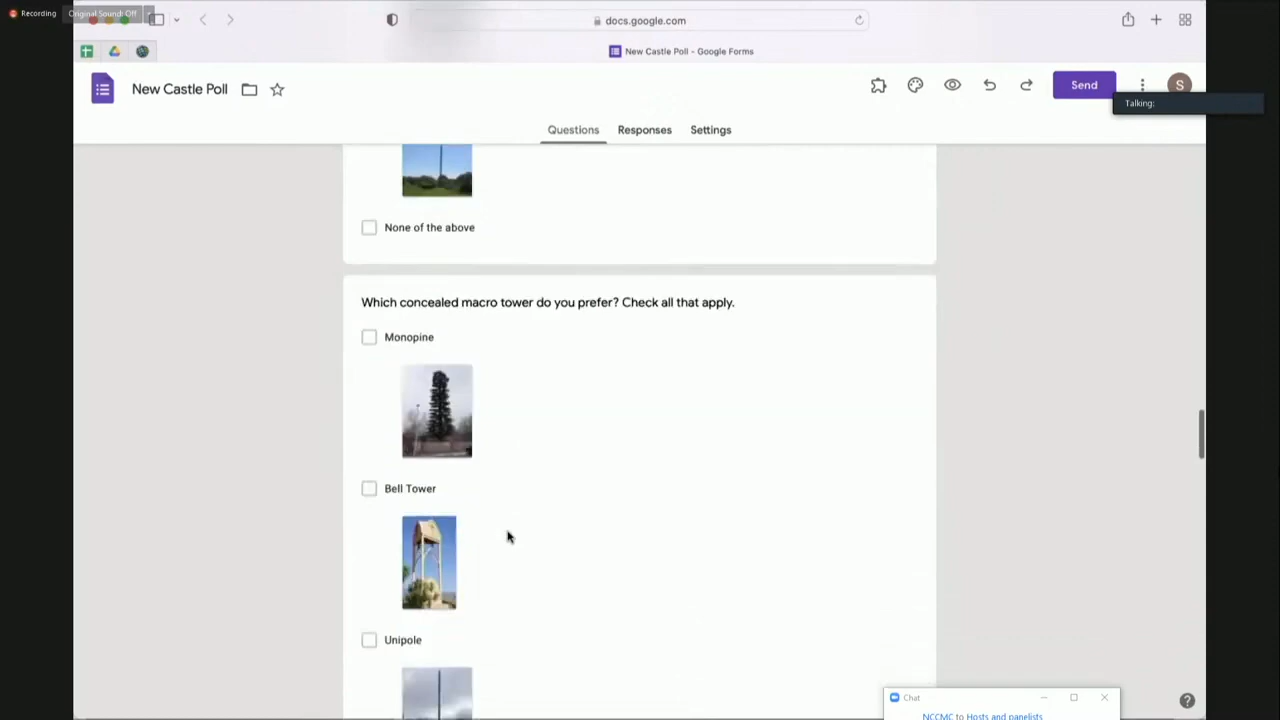 Recording
Original Sound: Off
docs.google.com
New Castle Poll - Google Forms
New Castle Poll
Send
S
Talking:
Questions Responses Settings
None of the above
Which concealed macro tower do you prefer? Check all that apply.
Monopine
Bell Tower
Unipole
Chat
NCCMC to Hosts and panelists